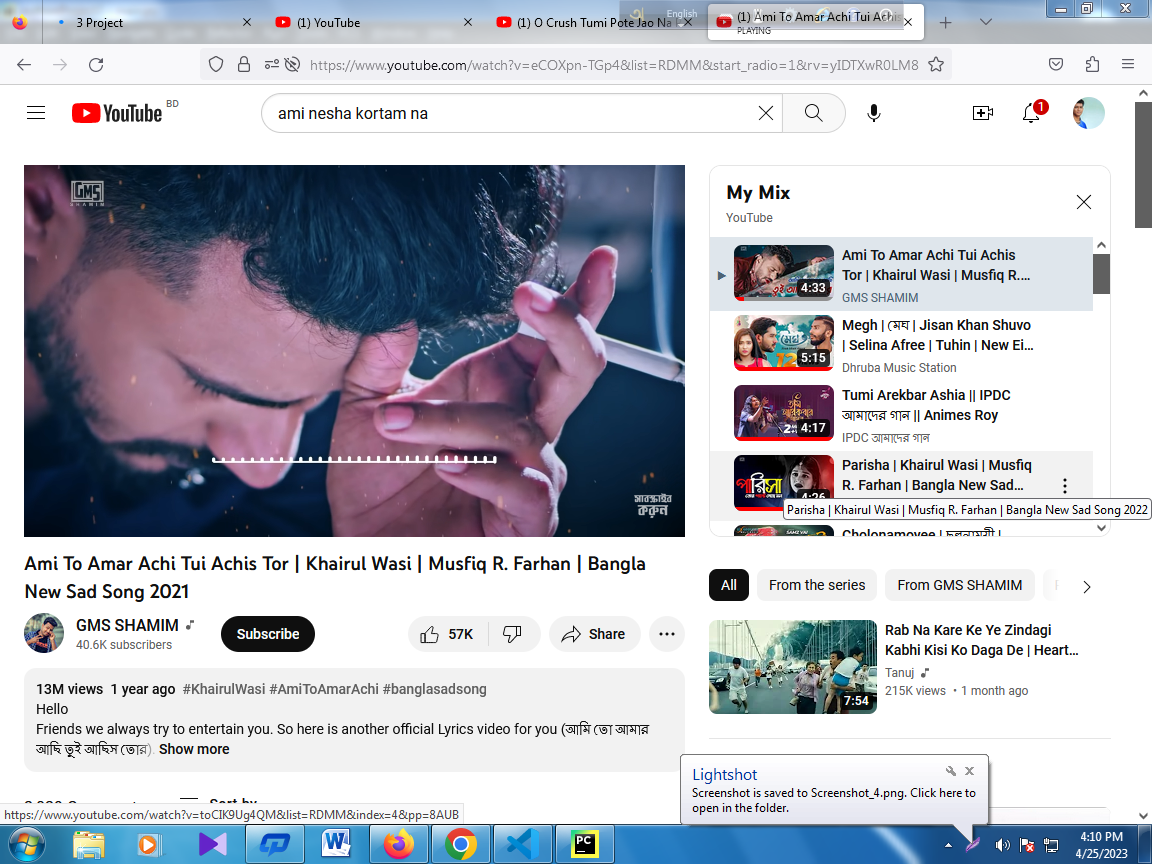 3 Project
(1) YouTube
(1) O Crush Tumi Pote Jao Na
English
(1) Ami To Amar Achi Tui Achis
PLAYING
https://www.youtube.com/watch?v=eCOXpn-TGp4&list=RDMM&start_radio=1&rv=yIDTXwR0LM8
YouTube BD
ami nesha kortam na
1
GMS
SHAMIM
সাবস্ক্রাইব
করুন
My Mix
YouTube
Ami To Amar Achi Tui Achis
Tor | Khairul Wasi | Musfiq R....
GMS SHAMIM
4:33
Megh | মেঘ | Jisan Khan Shuvo
| Selina Afree | Tuhin | New Ei...
Dhruba Music Station
মেঘ
5:15
Tumi Arekbar Ashia || IPDC
আমাদের গান || Animes Roy
IPDC আমাদের গান
4:17
Parisha | Khairul Wasi | Musfiq
R. Farhan | Bangla New Sad...
পারিসা
4:26
Parisha | Khairul Wasi | Musfiq R. Farhan | Bangla New Sad Song 2022
Cholonamoyee | ছলনাময়ী |
Ami To Amar Achi Tui Achis Tor | Khairul Wasi | Musfiq R. Farhan | Bangla
New Sad Song 2021
GMS SHAMIM
40.6K subscribers
Subscribe
57K
Share
13M views 1 year ago #KhairulWasi #AmiToAmarAchi #banglasadsong
Hello
Friends we always try to entertain you. So here is another official Lyrics video for you (আমি তো আমার
আছি তুই আছিস তোর). Show more
Sort by
All
From the series
From GMS SHAMIM
Rab Na Kare Ke Ye Zindagi
Kabhi Kisi Ko Daga De | Heart...
Tanuj
215K views • 1 month ago
7:54
Lightshot
Screenshot is saved to Screenshot_4.png. Click here to
open in the folder.
https://www.youtube.com/watch?v=toCIK9Ug4QM&list=RDMM&index=4&pp=8AUB
W
PC
4:10 PM
4/25/2023